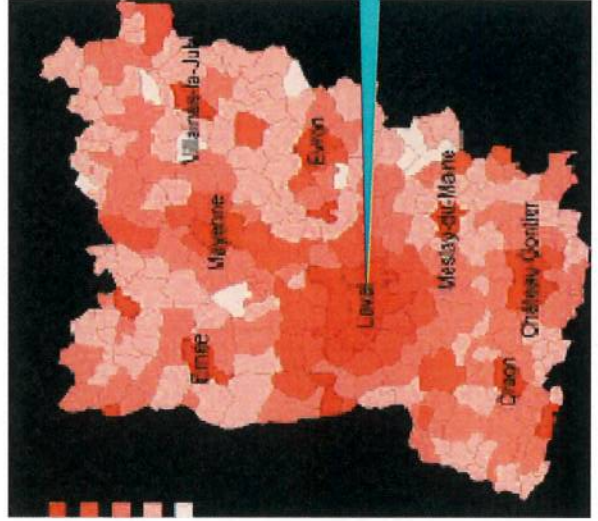 Villaines-la-Juhel
Ernée
Mayenne
Evron
Laval
Meslay-du-Maine
Craon
Château Gontier